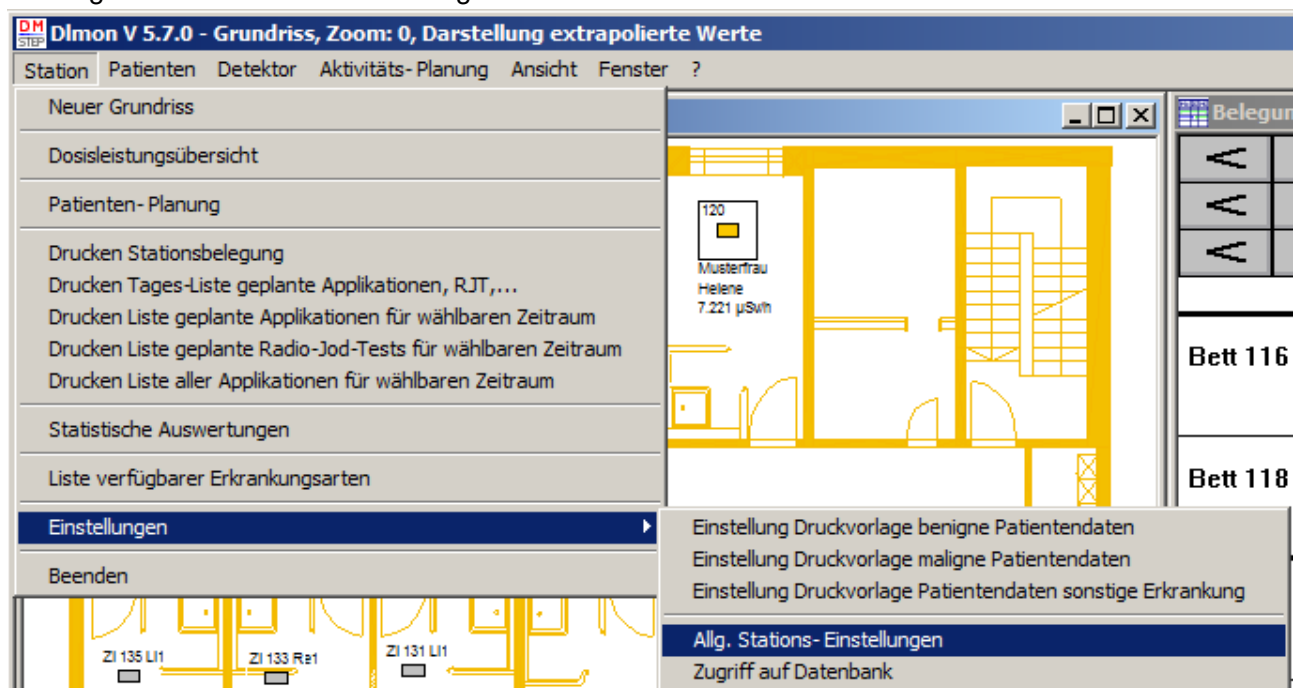 DM STEP DImon V 5.7.0 - Grundriss, Zoom: 0, Darstellung extrapolierte Werte
Station Patienten Detektor Aktivitäts-Planung Ansicht Fenster ?
Neuer Grundriss
Dosisleistungsübersicht
Patienten-Planung
Drucken Stationsbelegung
Drucken Tages-Liste geplante Applikationen, RJT,...
Drucken Liste geplante Applikationen für wählbaren Zeitraum
Drucken Liste geplante Radio-Jod-Tests für wählbaren Zeitraum
Drucken Liste aller Applikationen für wählbaren Zeitraum
Statistische Auswertungen
Liste verfügbarer Erkrankungsarten
Einstellungen
Beenden
Einstellung Druckvorlage benigne Patientendaten
Einstellung Druckvorlage maligne Patientendaten
Einstellung Druckvorlage Patientendaten sonstige Erkrankung
Allg. Stations-Einstellungen
Zugriff auf Datenbank
120
Musterfrau
Helene
7.221 µSv/h
ZI 135 LI1
ZI 133 Re1
ZI 131 LI1
Belegun
<
<
<
Bett 116
Bett 118